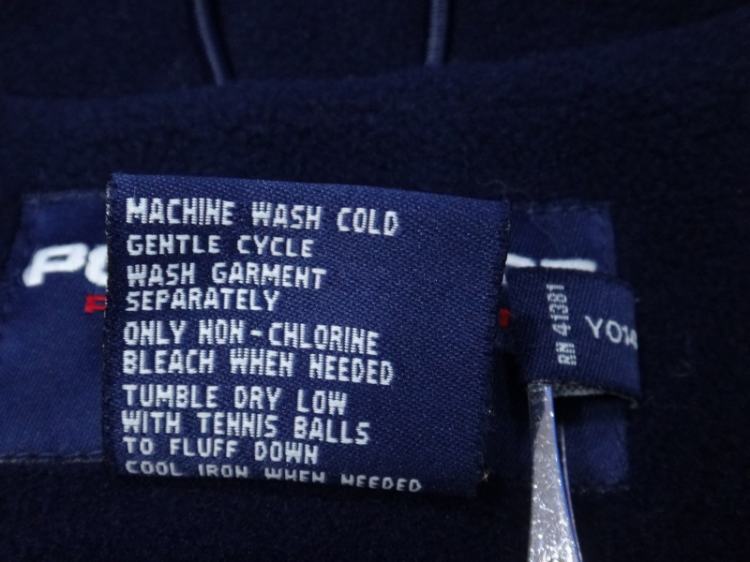 MACHINE WASH COLD
GENTLE CYCLE
WASH GARMENT
SEPARATELY
ONLY NON-CHLORINE
BLEACH WHEN NEEDED
TUMBLE DRY LOW
WITH TENNIS BALLS
TO FLUFF DOWN
COOL IRON WHEN NEEDED
RN 41381